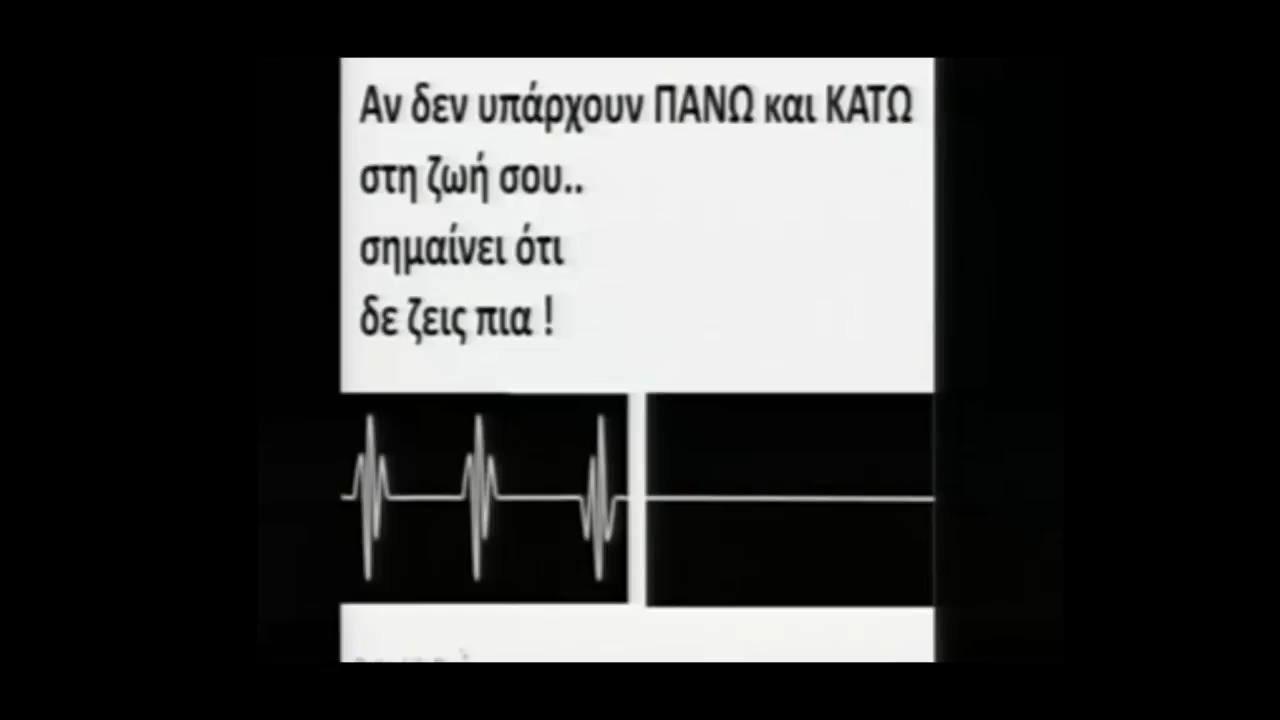 Αν δεν υπάρχουν ΠΑΝΩ και ΚΑΤΩ
στη ζωή σου..
σημαίνει ότι
δε ζεις πια !